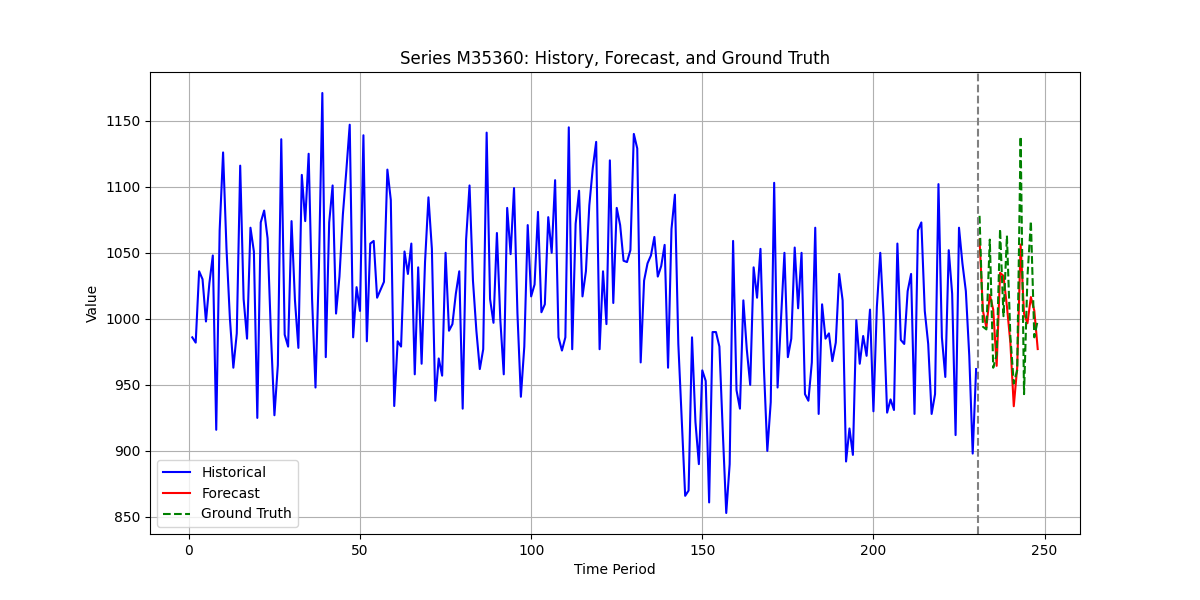 Series M35360: History, Forecast, and Ground Truth
Value
1150
1100
1050
1000
950
900
850
Historical
Forecast
Ground Truth
0
50
100
150
200
250
Time Period